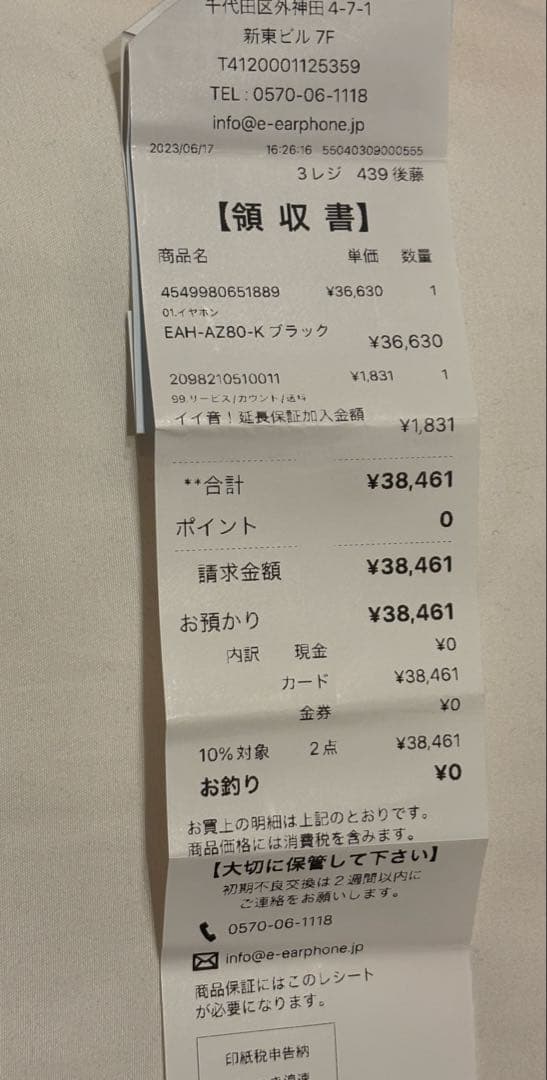 千代田区外神田4-7-1
新東ビル 7F
T4120001125359
TEL : 0570-06-1118
info@e-earphone.jp
2023/06/17 16:26:16 55040309000555
3レジ 439 後藤
【領 収 書】
商品名 単価 数量
4549980651889 ¥36,630 1
01.イヤホン
EAH-AZ80-K ブラック ¥36,630
2098210510011 ¥1,831 1
99.サービス/カウント/送料
イイ音！延長保証加入金額 ¥1,831
**合計 ¥38,461
ポイント 0
請求金額 ¥38,461
お預かり ¥38,461
内訳 現金 ¥0
カード ¥38,461
金券 ¥0
10%対象 2点 ¥38,461
お釣り ¥0
お買上の明細は上記のとおりです。
商品価格には消費税を含みます。
【大切に保管して下さい】
初期不良交換は２週間以内に
ご連絡をお願いします。
0570-06-1118
info@e-earphone.jp
商品保証にはこのレシート
が必要になります。
印紙税申告納